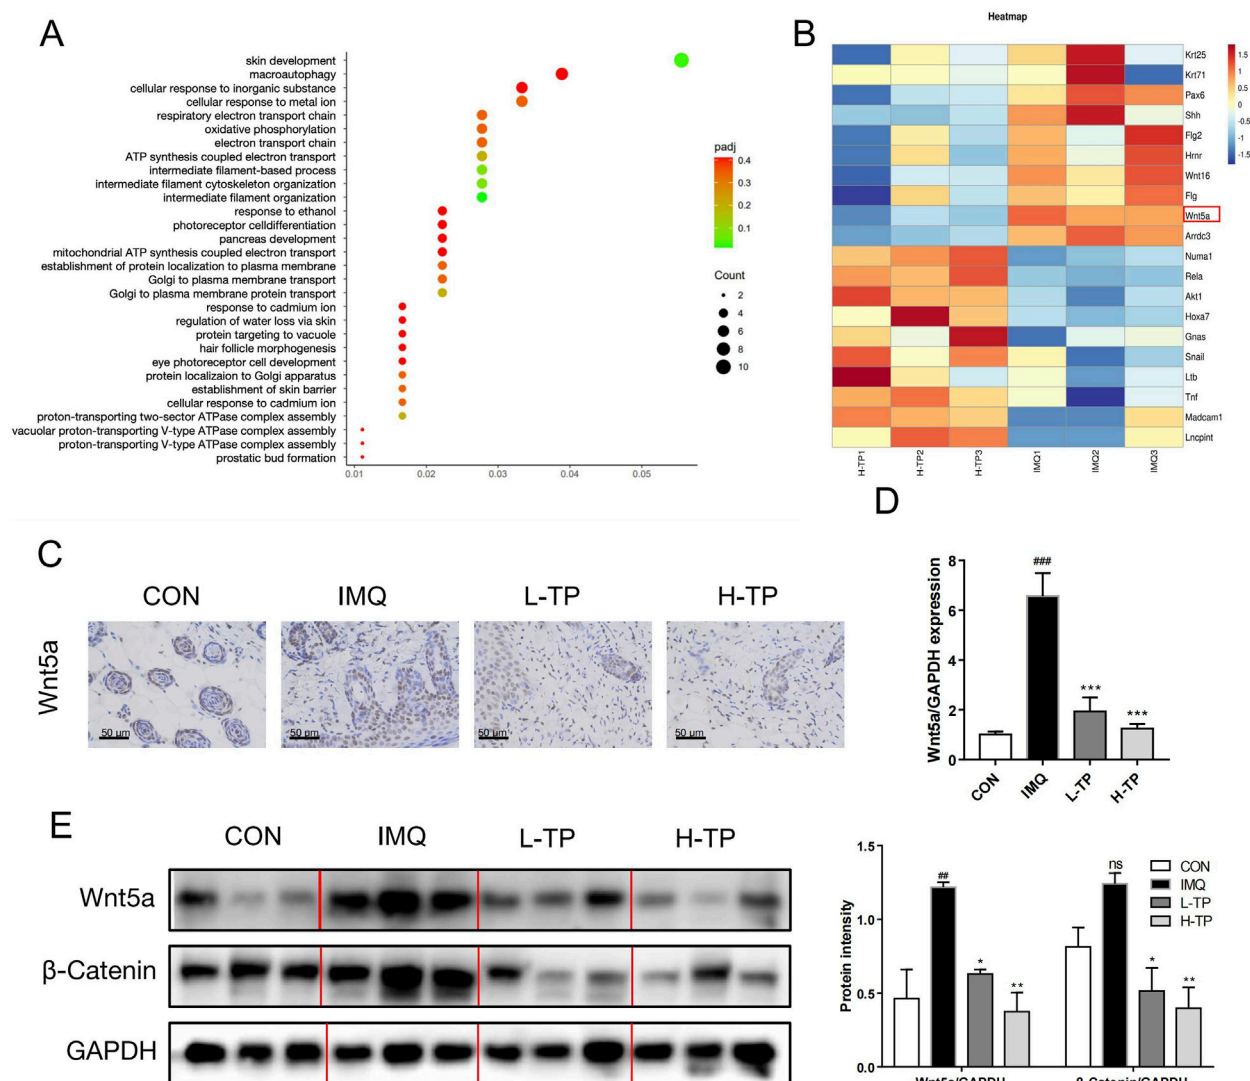 A
skin development
macroautophagy
cellular response to inorganic substance
cellular response to metal ion
respiratory electron transport chain
oxidative phosphorylation
electron transport chain
ATP synthesis coupled electron transport
intermediate filament-based process
intermediate filament cytoskeleton organization
intermediate filament organization
response to ethanol
photoreceptor celldifferentiation
pancreas development
mitochondrial ATP synthesis coupled electron transport
establishment of protein localization to plasma membrane
Golgi to plasma membrane transport
Golgi to plasma membrane protein transport
response to cadmium ion
regulation of water loss via skin
protein targeting to vacuole
hair follicle morphogenesis
eye photoreceptor cell development
protein localizaion to Golgi apparatus
establishment of skin barrier
cellular response to cadmium ion
proton-transporting two-sector ATPase complex assembly
vacuolar proton-transporting V-type ATPase complex assembly
proton-transporting V-type ATPase complex assembly
prostatic bud formation
0.01 0.02 0.03 0.04 0.05
padj
0.4
0.3
0.2
0.1
Count
2
4
6
8
10
B
Heatmap
Krt25
Krt71
Pax6
Shh
Flg2
Hrnr
Wnt16
Flg
Wnt5a
Arrdc3
Numa1
Rela
Akt1
Hoxa7
Gnas
Snail
Ltb
Tnf
Madcam1
Lncpint
H-TP1 H-TP2 H-TP3 IMQ1 IMQ2 IMQ3
1.5
1
0.5
0
-0.5
-1
-1.5
C
CON IMQ L-TP H-TP
Wnt5a
50 μm 50 μm 50 μm 50 μm
D
Wnt5a/GAPDH expression
8
6
4
2
0
###
***
***
CON IMQ L-TP H-TP
E
CON IMQ L-TP H-TP
Wnt5a
β-Catenin
GAPDH
Protein intensity
1.5
1.0
0.5
0.0
##
*
**
ns
*
**
CON
IMQ
L-TP
H-TP
Wnt5a/GAPDH β-Catenin/GAPDH